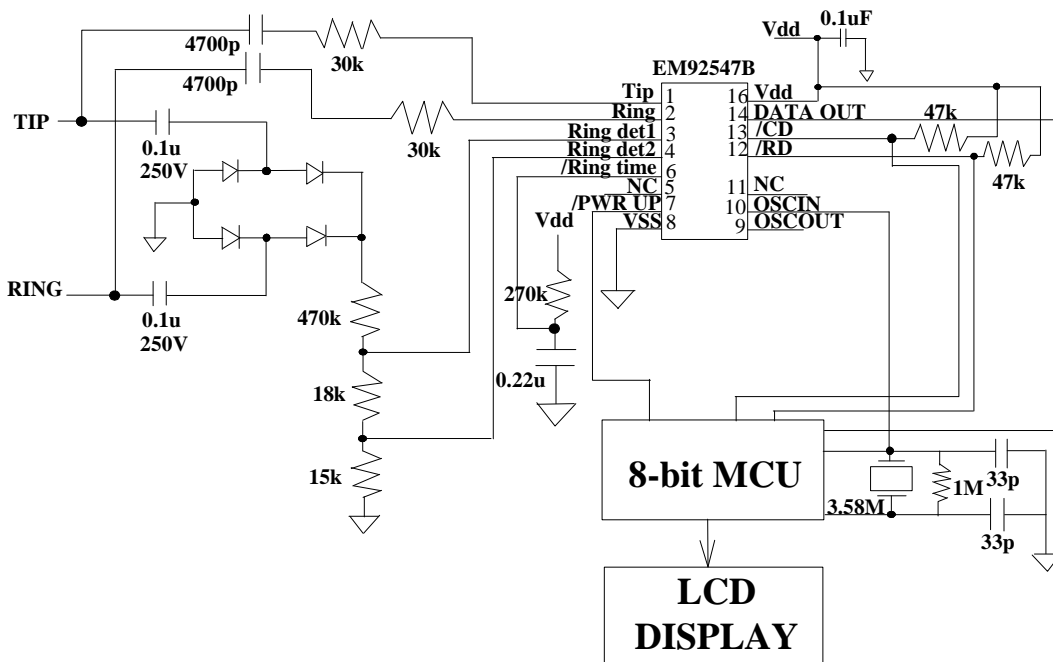 0.1uF
Vdd
4700p
30k
4700p
30k
EM92547B
Tip 1
Ring 2
Ring det1 3
Ring det2 4
/Ring time 6
NC 5
/PWR UP 7
VSS 8
16 Vdd
14 DATA OUT
13 /CD
12 /RD
11 NC
10 OSCIN
9 OSCOUT
47k
47k
TIP
0.1u
250V
RING
0.1u
250V
470k
18k
15k
Vdd
270k
0.22u
8-bit MCU
3.58M
1M
33p
33p
LCD
DISPLAY